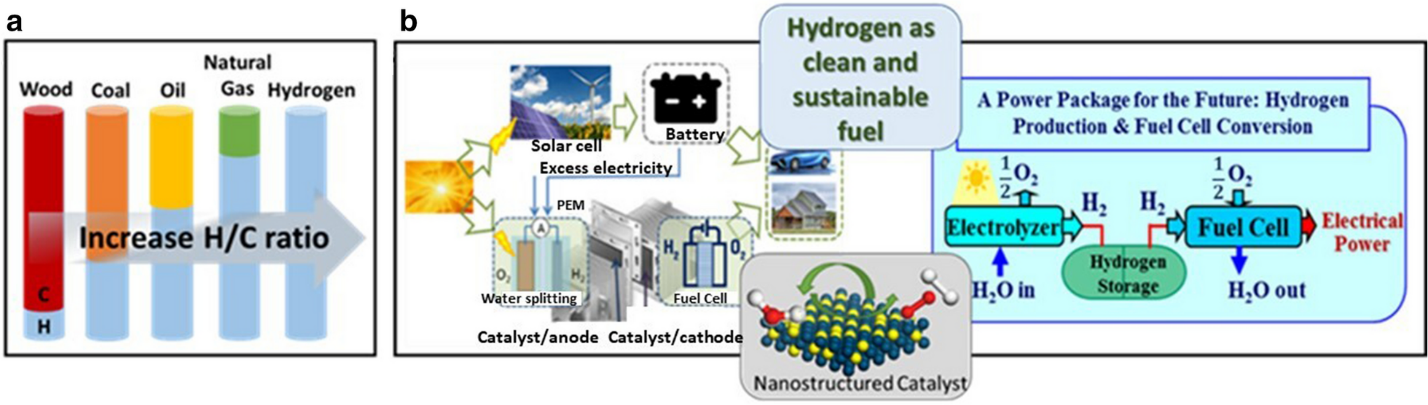 a
Wood
Coal
Oil
Natural
Gas
Hydrogen
Increase H/C ratio
C
H
b
Solar cell
Battery
Excess electricity
PEM
A
O2
H2
Water splitting
H2
O2
Fuel Cell
Catalyst/anode
Catalyst/cathode
Hydrogen as
clean and
sustainable
fuel
Nanostructured Catalyst
A Power Package for the Future: Hydrogen
Production & Fuel Cell Conversion
1/2 O2
Electrolyzer
H2O in
H2
Hydrogen
Storage
H2
1/2 O2
Fuel Cell
H2O out
Electrical
Power